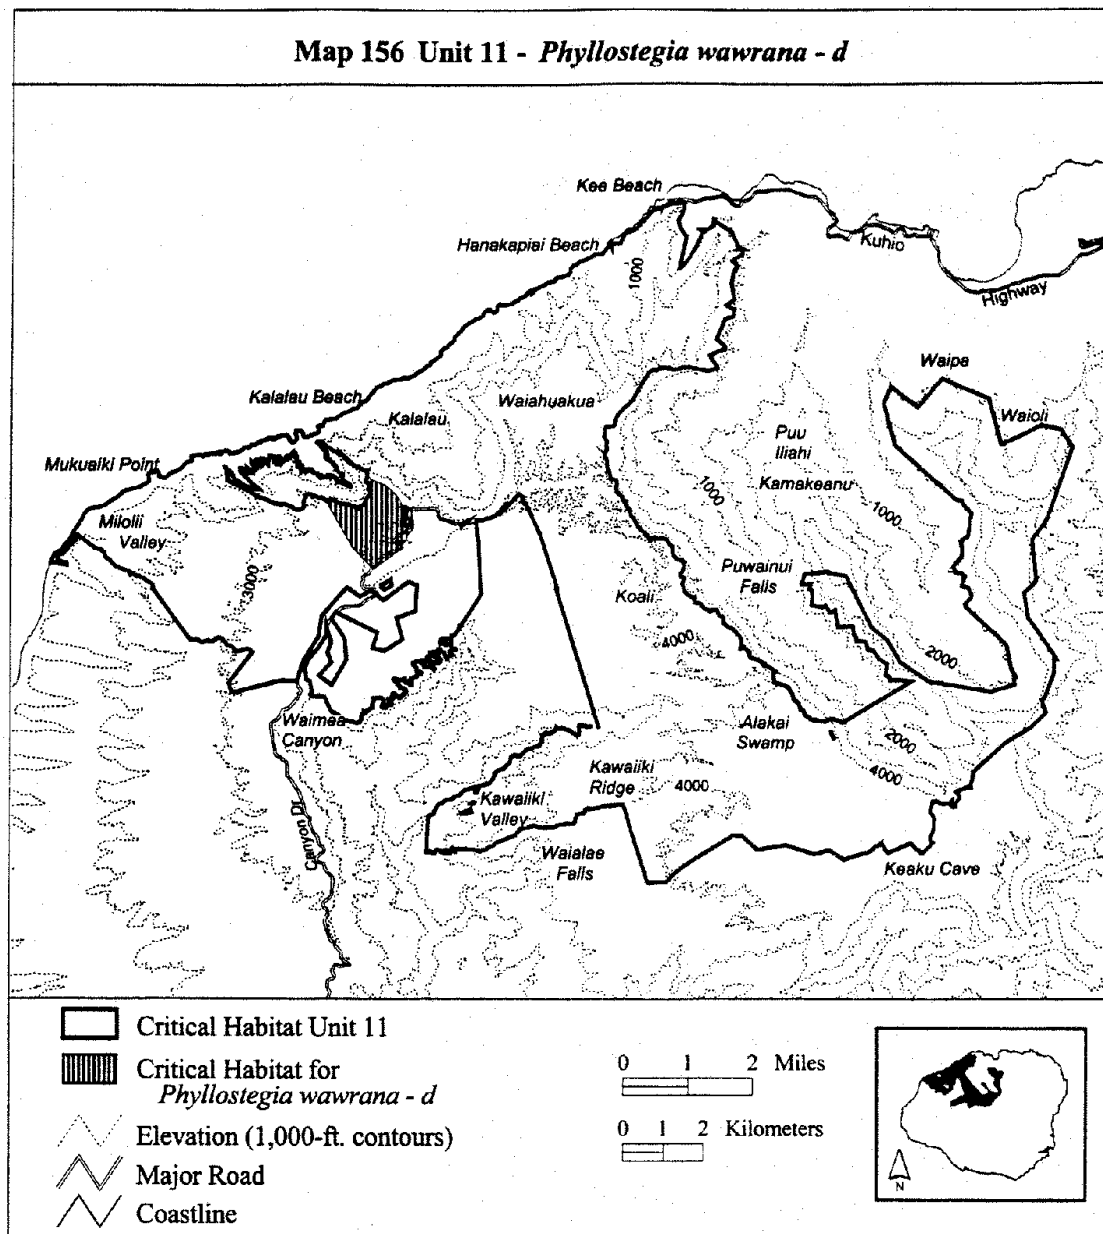 Map 156 Unit 11 - Phyllostegia wawrana - d
Kee Beach
Hanakapiai Beach
Kuhio
Highway
1000
Waipa
Kalalau Beach
Kalalau
Waiahuakua
Waioli
Puu
Iliahi
Mukuaiki Point
Kamakeanu
1000
1000
Milolii
Valley
3000
Puwainui
Falls
Koali
4000
2000
Waimea
Canyon
Alakai
Swamp
2000
4000
Kawaiiki
Ridge
4000
Kawaiiki
Valley
Canyon Dr
Waialae
Falls
Keaku Cave
Critical Habitat Unit 11
Critical Habitat for
Phyllostegia wawrana - d
Elevation (1,000-ft. contours)
Major Road
Coastline
0 1 2 Miles
0 1 2 Kilometers
N